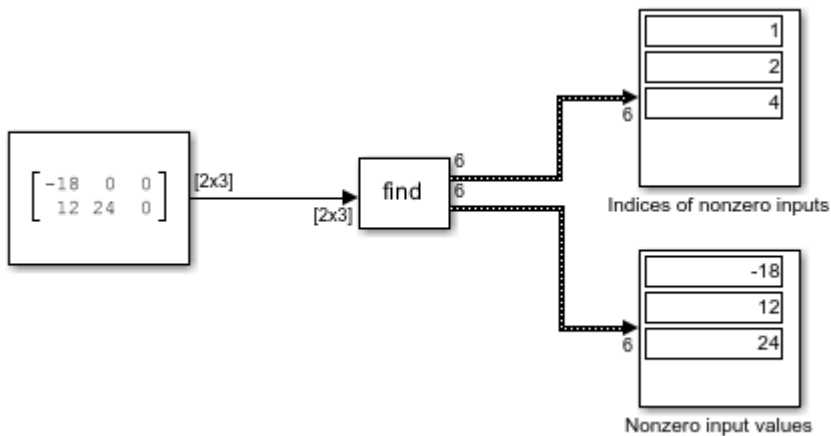 -18 0 0
12 24 0
[2x3]
[2x3]
find
6
6
6
1
2
4
Indices of nonzero inputs
6
-18
12
24
Nonzero input values